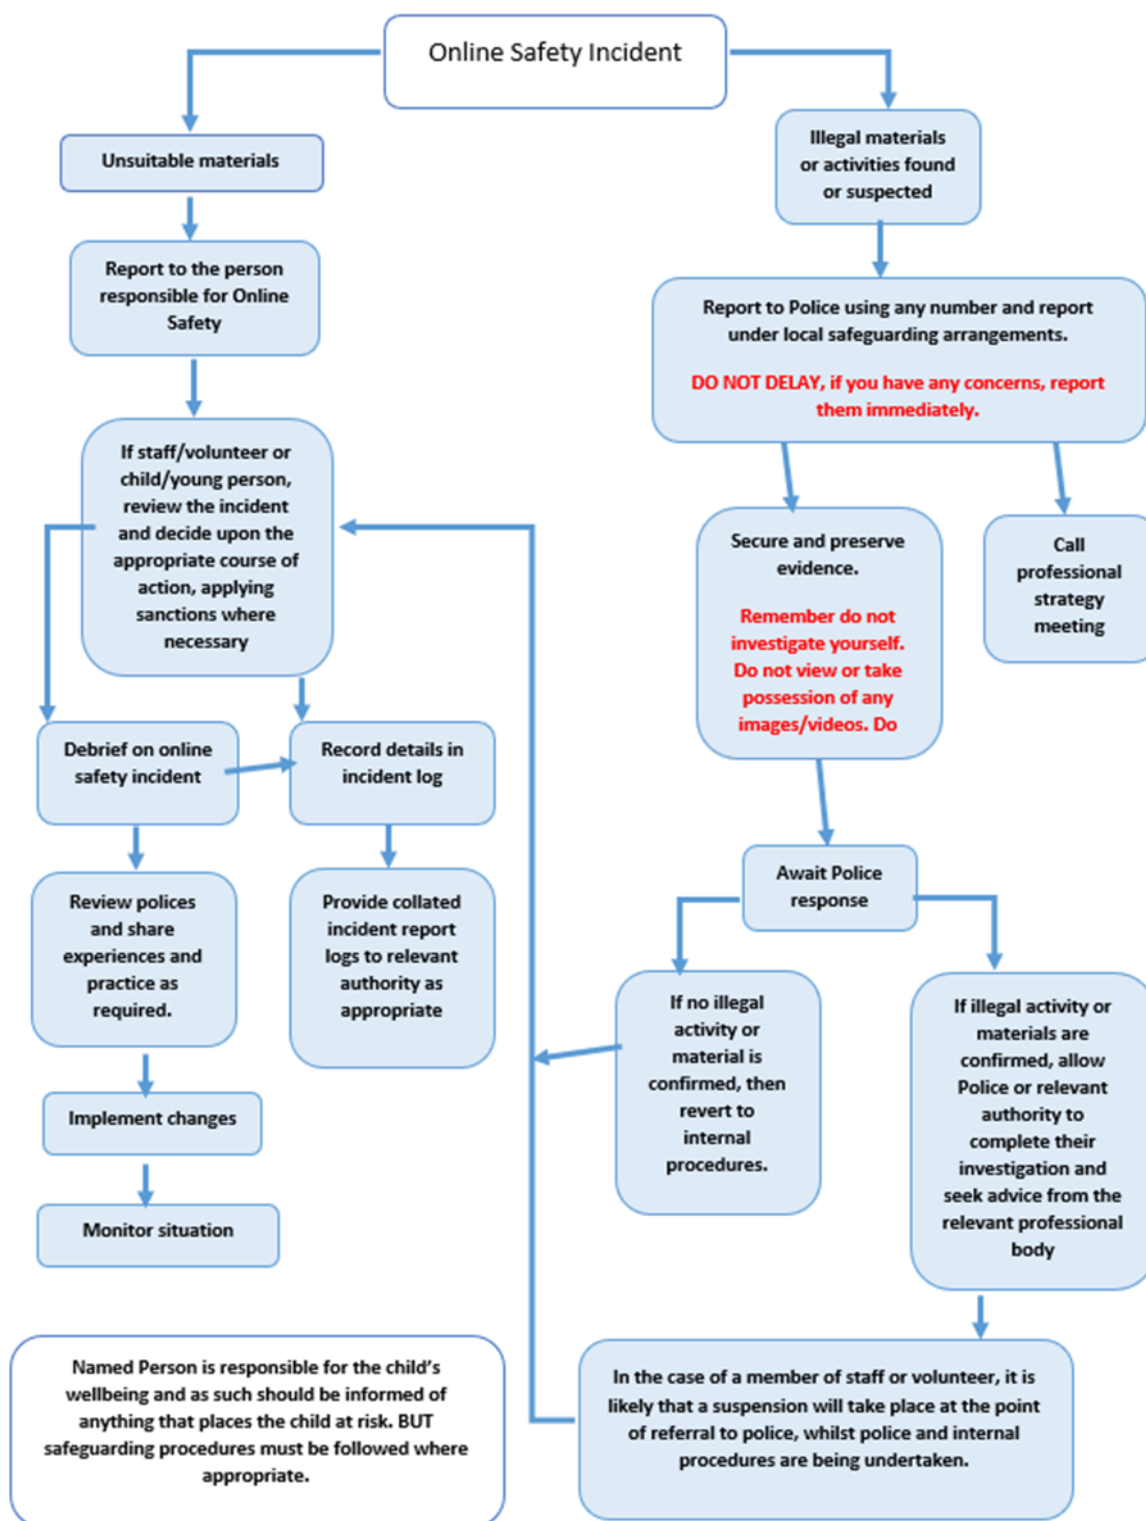 Online Safety Incident
Unsuitable materials
Report to the person
responsible for Online
Safety
If staff/volunteer or
child/young person,
review the incident
and decide upon the
appropriate course of
action, applying
sanctions where
necessary
Debrief on online
safety incident
Record details in
incident log
Review polices
and share
experiences and
practice as
required.
Provide collated
incident report
logs to relevant
authority as
appropriate
Implement changes
Monitor situation
Illegal materials
or activities found
or suspected
Report to Police using any number and report
under local safeguarding arrangements.
DO NOT DELAY, if you have any concerns, report
them immediately.
Secure and preserve
evidence.
Remember do not
investigate yourself.
Do not view or take
possession of any
images/videos. Do
Call
professional
strategy
meeting
Await Police
response
If no illegal
activity or
material is
confirmed, then
revert to
internal
procedures.
If illegal activity or
materials are
confirmed, allow
Police or relevant
authority to
complete their
investigation and
seek advice from the
relevant professional
body
In the case of a member of staff or volunteer, it is
likely that a suspension will take place at the point
of referral to police, whilst police and internal
procedures are being undertaken.
Named Person is responsible for the child's
wellbeing and as such should be informed of
anything that places the child at risk. BUT
safeguarding procedures must be followed where
appropriate.